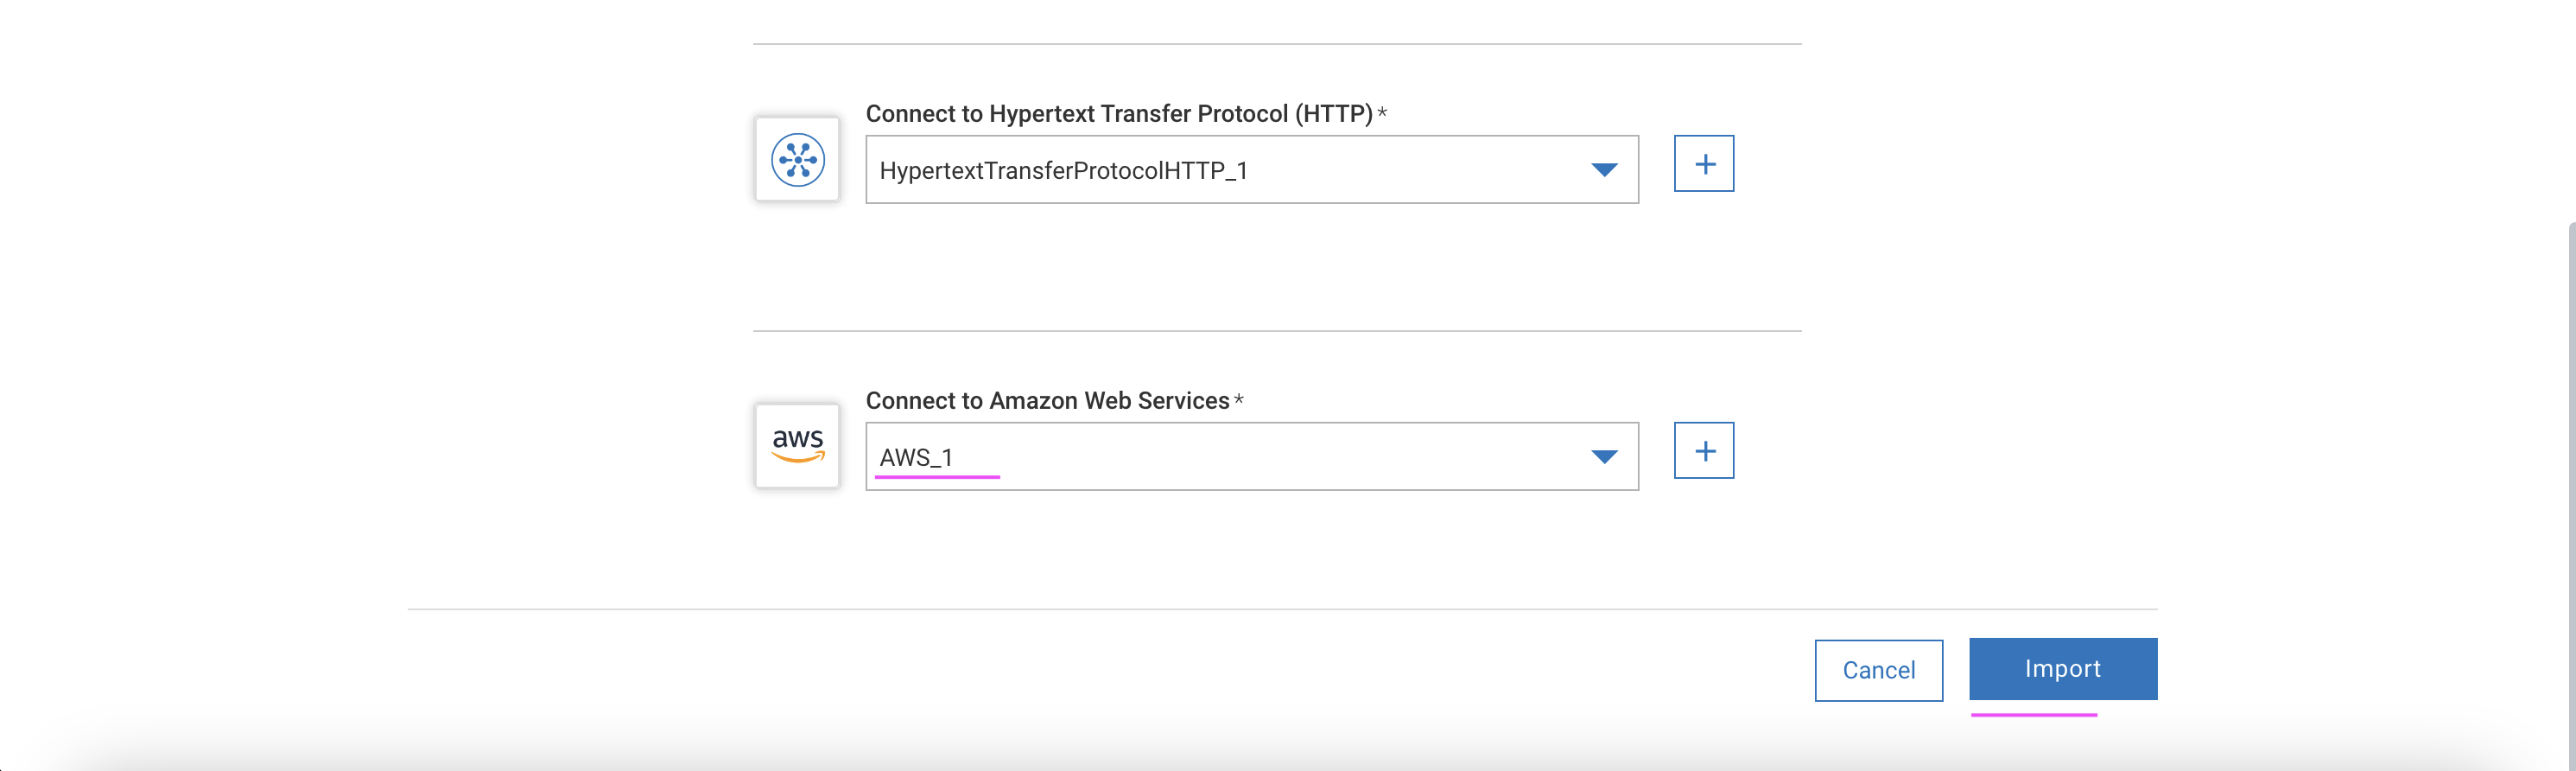 Connect to Hypertext Transfer Protocol (HTTP)*
HypertextTransferProtocolHTTP_1
+
Connect to Amazon Web Services*
aws
AWS_1
+
Cancel
Import